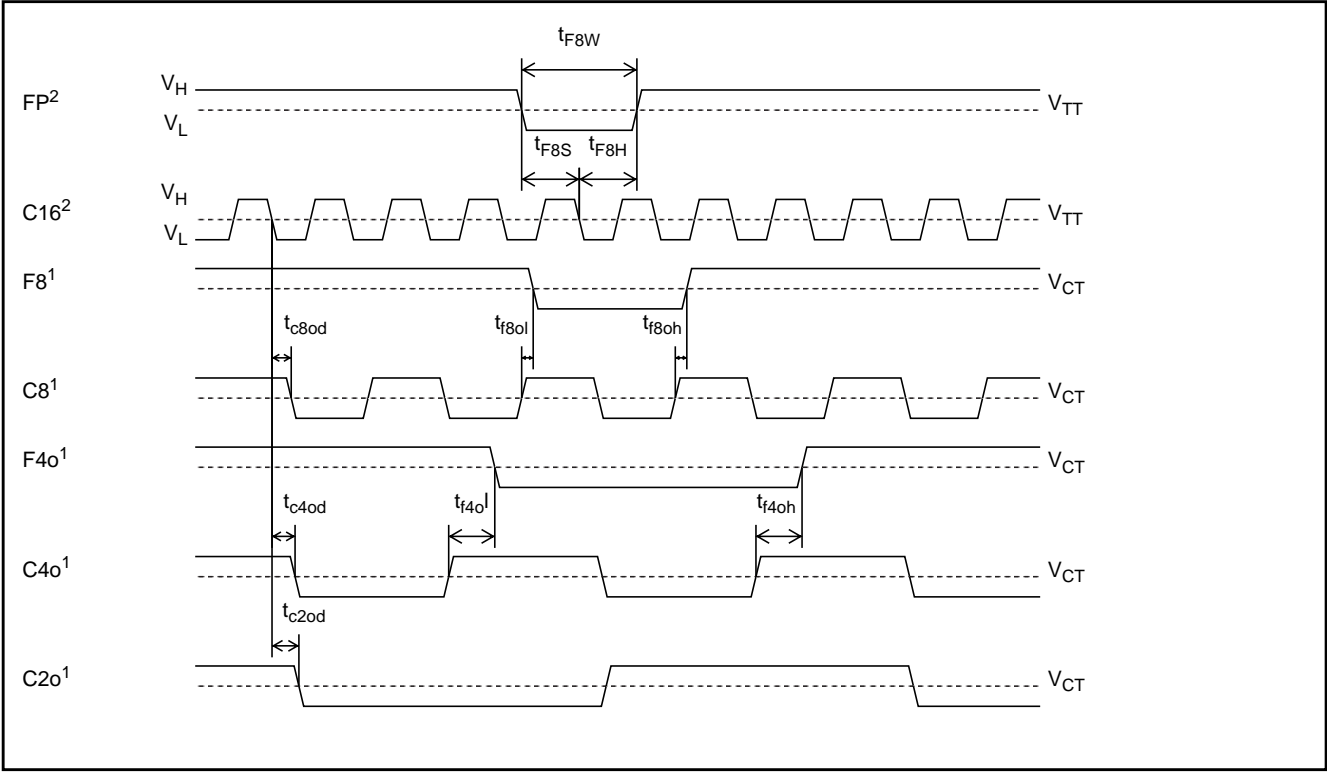 tF8W
FP² VH VTT
VL
tF8S tF8H
C16² VH VTT
VL
F8¹ VCT
tc8od tf8ol tf8oh
C8¹ VCT
F4o¹ VCT
tc4od tf4ol tf4oh
C4o¹ VCT
tc2od
C2o¹ VCT